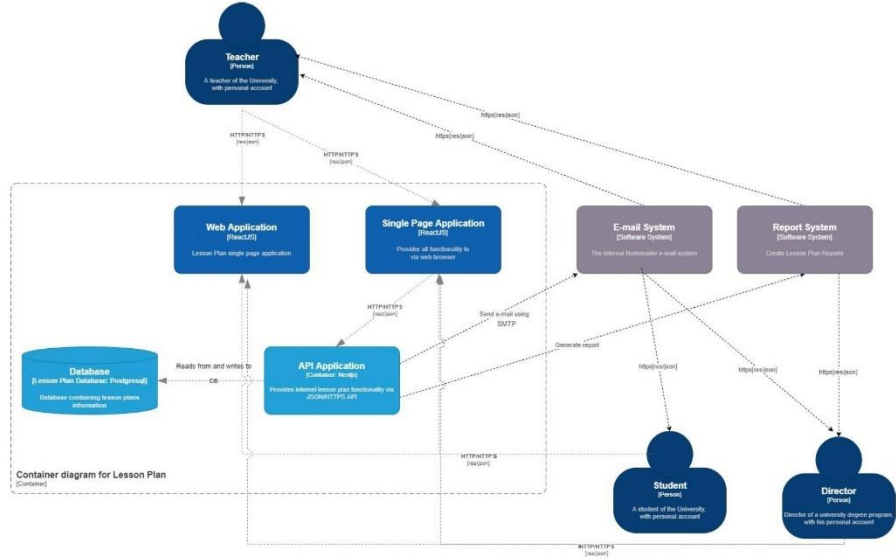 Teacher
[Person]
A teacher of the University,
with personal account
https[res/json]
https[res/json]
HTTP/HTTPS
[res/json]
HTTP/HTTPS
[res/json]
Web Application
[ReactJS]
Lesson Plan single page application
Single Page Application
[ReactJS]
Provider all functionality to
via web browser
E-mail System
[Software System]
The internal Nodemailer e-mail system
Report System
[Software System]
Create Lesson Plan Reports
HTTP/HTTPS
[res/json]
Send e-mail using
SMTP
Generate report
Database
[Lesson Plan Database: Postgresql]
Database containing lesson plans
information
Reads from and writes to
DB
API Application
[Container: Nestjs]
Provides internet lesson plan functionality via
JSON/HTTPS API
https[res/json]
https[res/json]
https[res/json]
HTTP/HTTPS
[res/json]
Container diagram for Lesson Plan
[Container]
Student
[Person]
A student of the University,
with personal account
Director
[Person]
Director of a university degree program,
with his personal account
HTTP/HTTPS
[res/json]